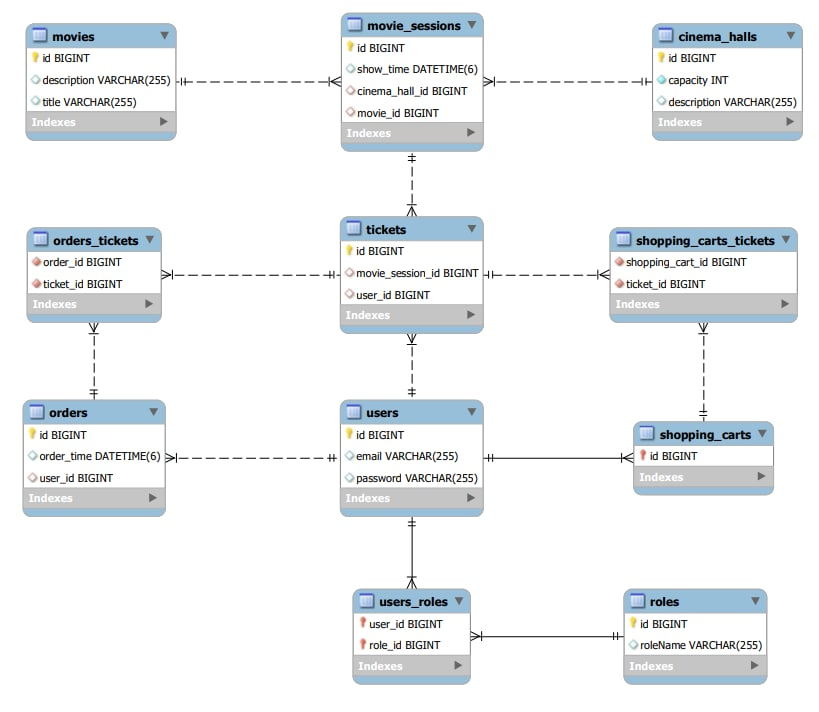 movies
id BIGINT
description VARCHAR(255)
title VARCHAR(255)
Indexes
movie_sessions
id BIGINT
show_time DATETIME(6)
cinema_hall_id BIGINT
movie_id BIGINT
Indexes
cinema_halls
id BIGINT
capacity INT
description VARCHAR(255)
Indexes
orders_tickets
order_id BIGINT
ticket_id BIGINT
Indexes
tickets
id BIGINT
movie_session_id BIGINT
user_id BIGINT
Indexes
shopping_carts_tickets
shopping_cart_id BIGINT
ticket_id BIGINT
Indexes
orders
id BIGINT
order_time DATETIME(6)
user_id BIGINT
Indexes
users
id BIGINT
email VARCHAR(255)
password VARCHAR(255)
Indexes
shopping_carts
id BIGINT
Indexes
users_roles
user_id BIGINT
role_id BIGINT
Indexes
roles
id BIGINT
roleName VARCHAR(255)
Indexes